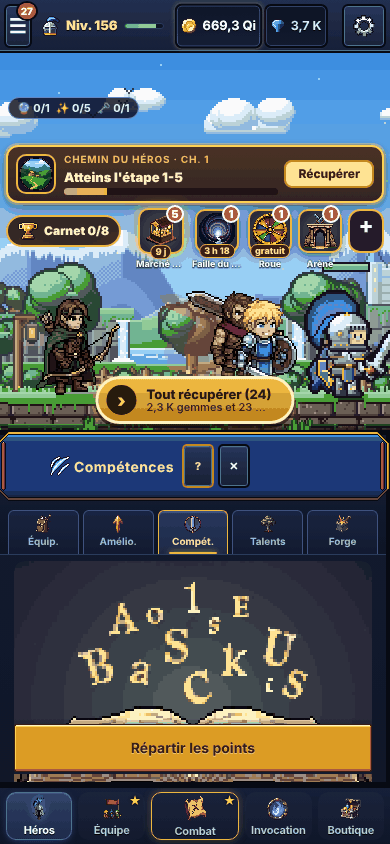 27
Niv. 156
669,3 Qi
3,7 K
0/1 0/5 0/1
CHEMIN DU HÉROS · CH. 1
Atteins l'étape 1-5
Récupérer
Carnet 0/8
5
9 j
Marché ...
1
3 h 18
Faille du ...
1
gratuit
Roue
1
Arène
+
Tout récupérer (24)
2,3 K gemmes et 23 ...
Compétences
?
×
Équip.
Amélio.
Compét.
Talents
Forge
A o 1 s E
B a S k U
C i S
Répartir les points
Héros
Équipe
Combat
Invocation
Boutique